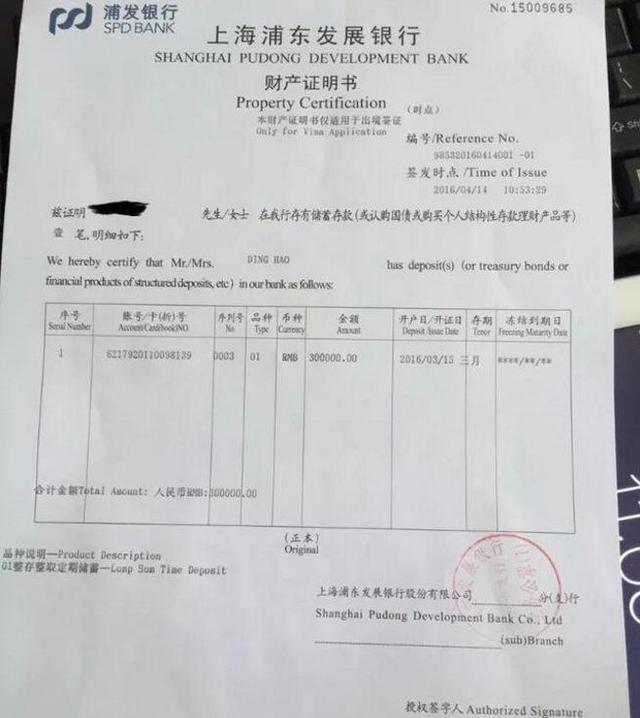 浦发银行
SPD BANK
No.15009685
上海浦东发展银行
SHANGHAI PUDONG DEVELOPMENT BANK
财产证明书
Property Certification
(时点)
本财产证明仅适用于出境签证
Only for Visa Application
编号/Reference No.
985320160414001 -01
签发时点 /Time of Issue
2016/04/14 10:53:29
兹证明 先生/女士 在我行存有储蓄存款(或认购国债或购买个人结构性存款理财产品等)
壹 笔,明细如下:
We hereby certify that Mr./Mrs. DING HAO has deposit(s) (or treasury bonds or
financial products of structured deposits, etc) in our bank as follows:
序号 账号/卡(折)号 序列号 品种 币种 金额 开户日/开证日 存期 冻结到期日
Serial Number Account/Card(book)NO. No Type Currency Amount Deposit /Issue Date Tenor Freezing Maturity Date
1 6217920110098139 0003 01 RMB 300000.00 2016/03/15 三月 ****/**/**
合计金额Total Amount: 人民币RMB:300000.00
(正本)
Original
品种说明—Product Description
01整存整取定期储蓄—Lump Sum Time Deposit
上海浦东发展银行股份有限公司 分(支)行
Shanghai Pudong Development Bank Co., Ltd
(sub)Branch
授权签字人 Authorized Signature